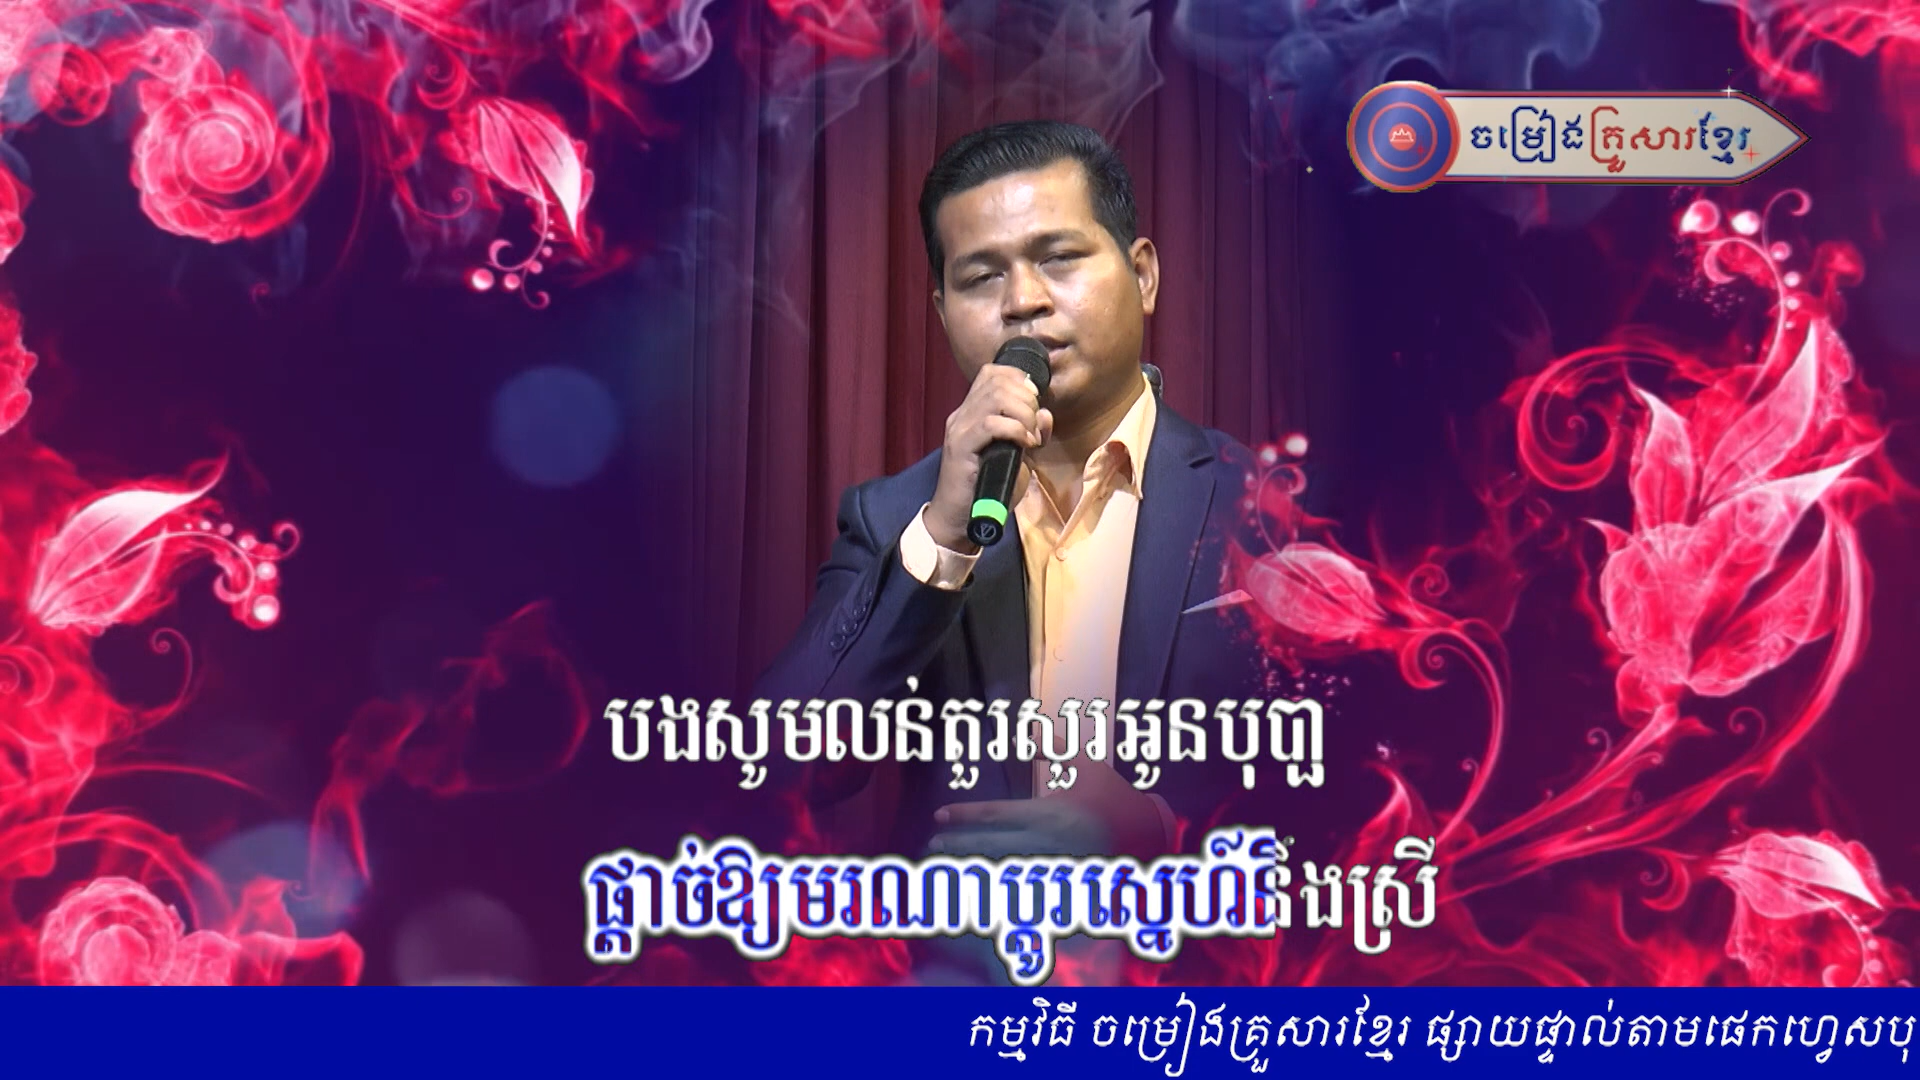 ចម្រៀងគ្រួសារខ្មែរ
បងសូមលន់តួរសួរអូនបុប្ផា
ផ្ដាច់ឱ្យមរណាប្ដូរស្នេហ៍នឹងស្រី
កម្មវិធី ចម្រៀងគ្រួសារខ្មែរ ផ្សាយផ្ទាល់តាមផេកហ្វេសបុ